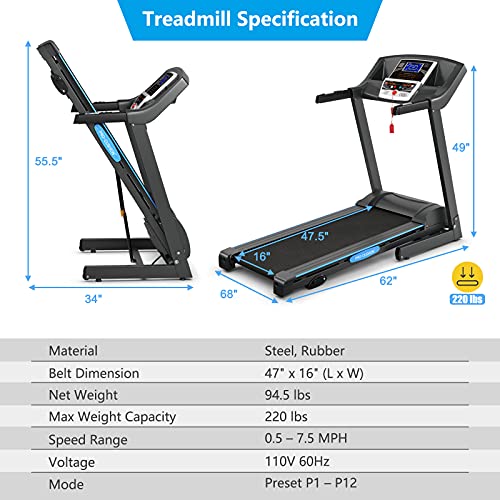 Treadmill Specification
55.5"
34"
47.5"
16"
68"
62"
49"
220 lbs
Material Steel, Rubber
Belt Dimension 47" x 16" (L x W)
Net Weight 94.5 lbs
Max Weight Capacity 220 lbs
Speed Range 0.5 – 7.5 MPH
Voltage 110V 60Hz
Mode Preset P1 – P12